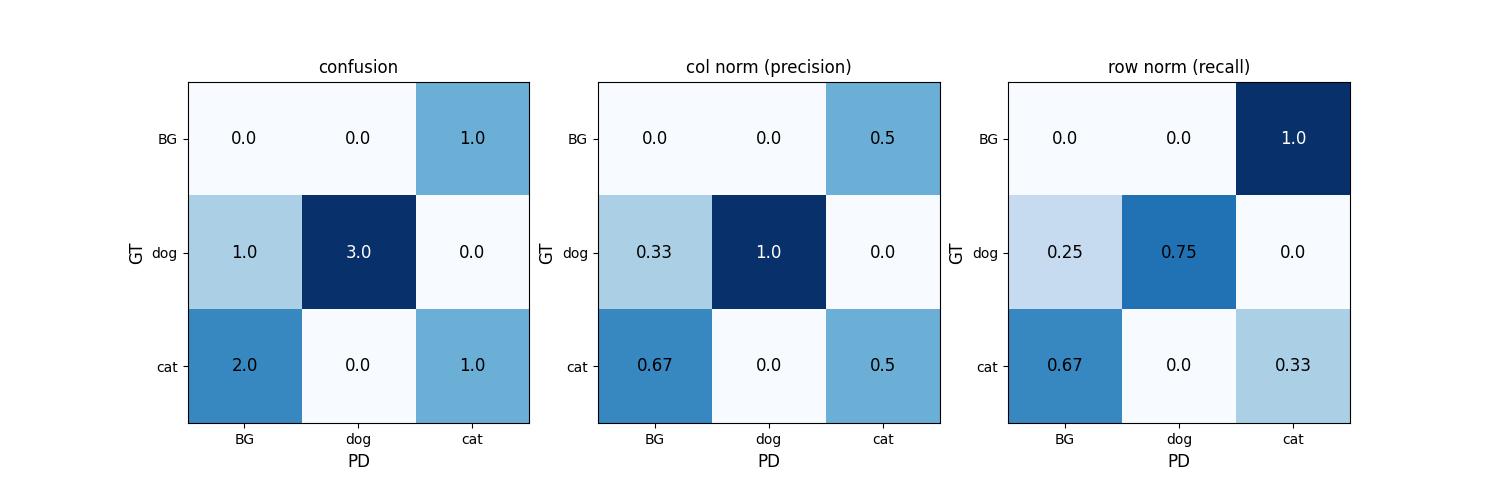 confusion
col norm (precision)
row norm (recall)
BG 0.0 0.0 1.0
BG 0.0 0.0 0.5
BG 0.0 0.0 1.0
GT dog 1.0 3.0 0.0
GT dog 0.33 1.0 0.0
GT dog 0.25 0.75 0.0
cat 2.0 0.0 1.0
cat 0.67 0.0 0.5
cat 0.67 0.0 0.33
BG dog cat
BG dog cat
BG dog cat
PD
PD
PD